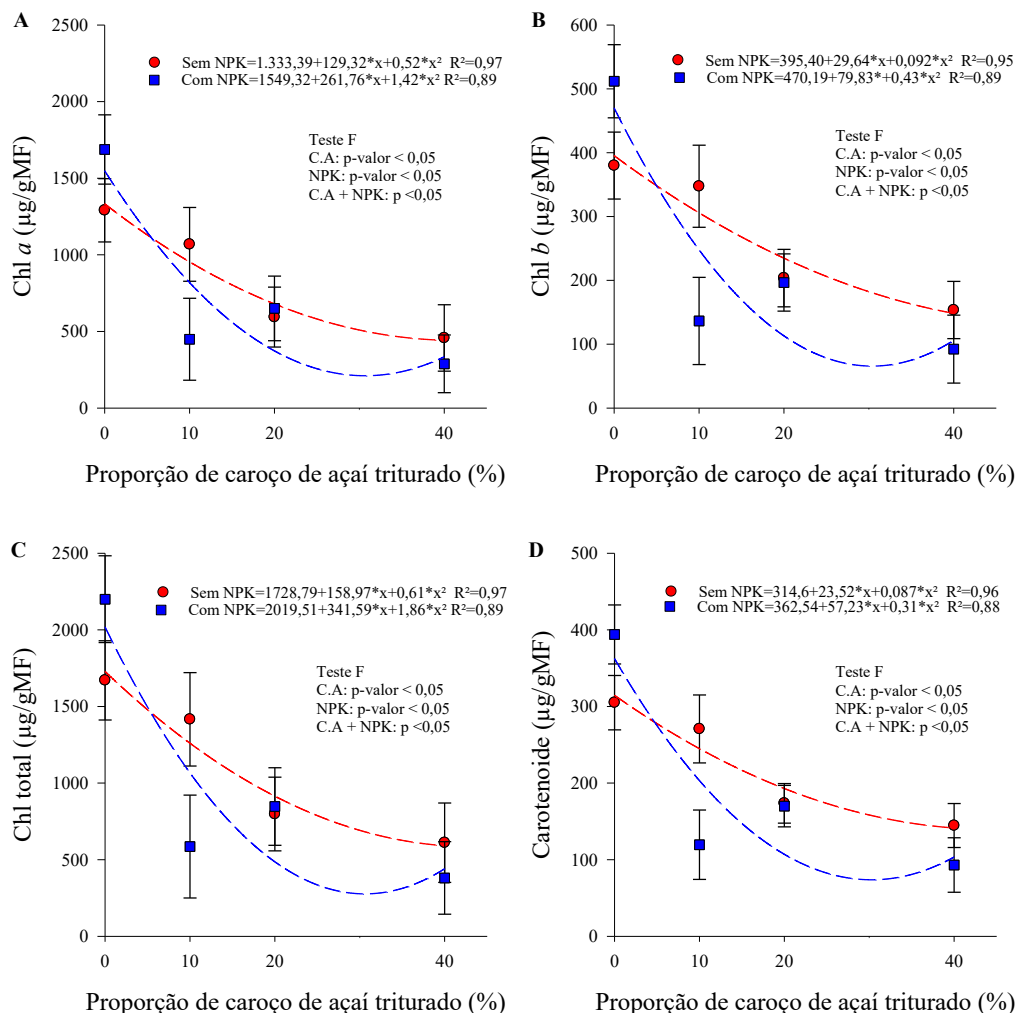 A
Sem NPK=1.333,39+129,32*x+0,52*x² R²=0,97
Com NPK=1549,32+261,76*x+1,42*x² R²=0,89
Teste F
C.A: p-valor < 0,05
NPK: p-valor < 0,05
C.A + NPK: p <0,05
Chl a (µg/gMF)
2500
2000
1500
1000
500
0
0 10 20 40
Proporção de caroço de açaí triturado (%)
B
Sem NPK=395,40+29,64*x+0,092*x² R²=0,95
Com NPK=470,19+79,83*+0,43*x² R²=0,89
Teste F
C.A: p-valor < 0,05
NPK: p-valor < 0,05
C.A + NPK: p <0,05
Chl b (µg/gMF)
600
500
400
300
200
100
0
0 10 20 40
Proporção de caroço de açaí triturado (%)
C
Sem NPK=1728,79+158,97*x+0,61*x² R²=0,97
Com NPK=2019,51+341,59*x+1,86*x² R²=0,89
Teste F
C.A: p-valor < 0,05
NPK: p-valor < 0,05
C.A + NPK: p <0,05
Chl total (µg/gMF)
2500
2000
1500
1000
500
0
0 10 20 40
Proporção de caroço de açaí triturado (%)
D
Sem NPK=314,6+23,52*x+0,087*x² R²=0,96
Com NPK=362,54+57,23*x+0,31*x² R²=0,88
Teste F
C.A: p-valor < 0,05
NPK: p-valor < 0,05
C.A + NPK: p <0,05
Carotenoide (µg/gMF)
500
400
300
200
100
0
0 10 20 40
Proporção de caroço de açaí triturado (%)